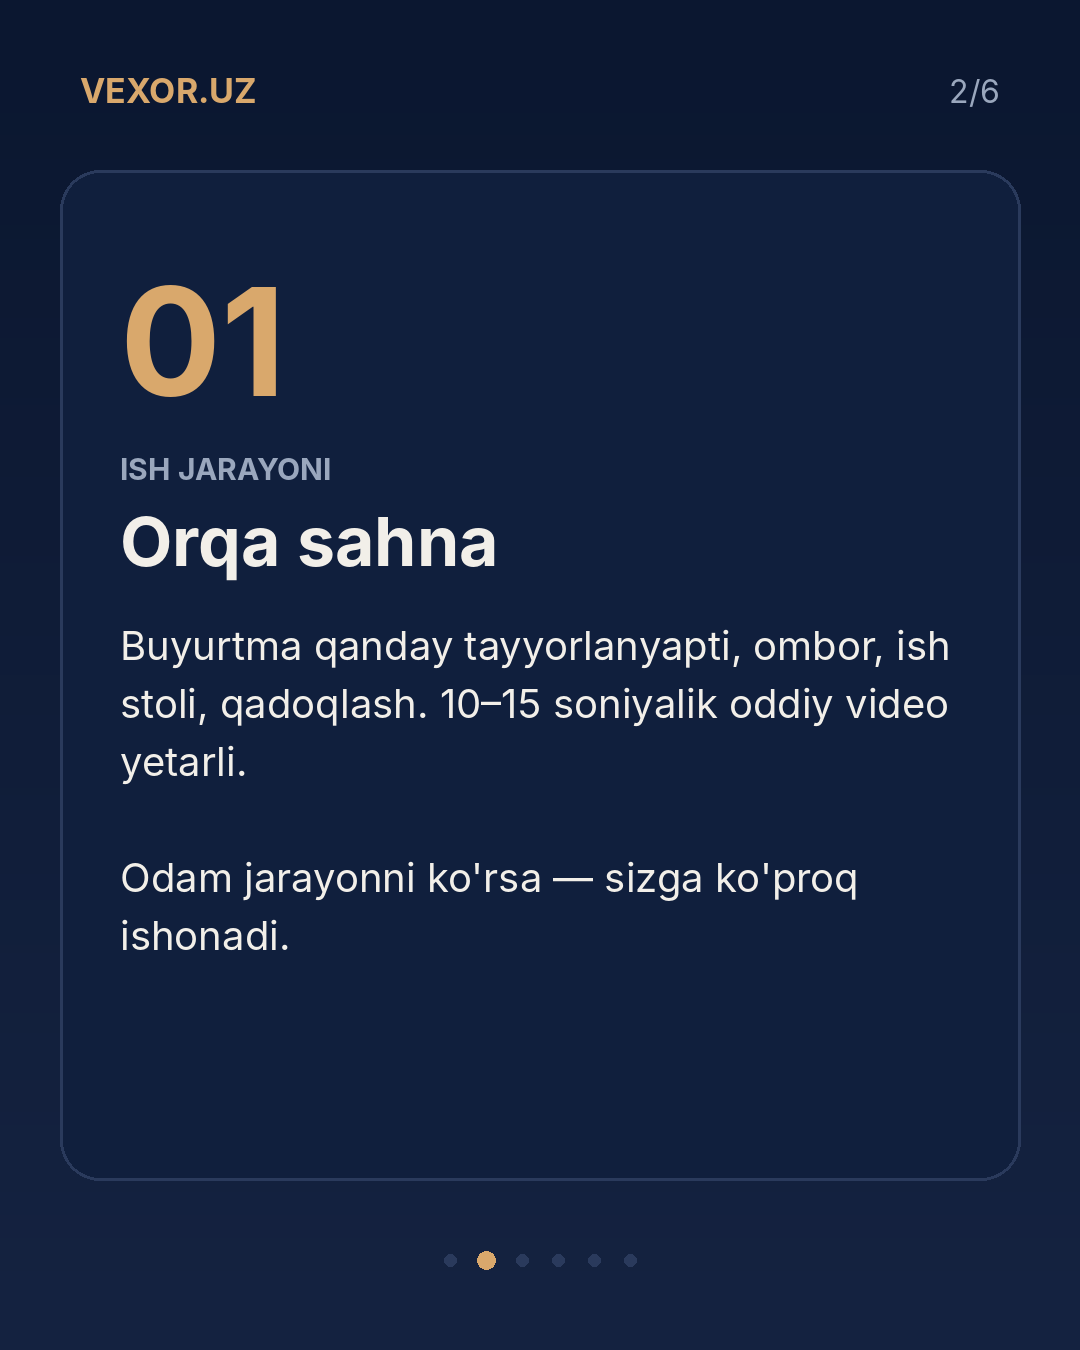 VEXOR.UZ
2/6
01
ISH JARAYONI
Orqa sahna
Buyurtma qanday tayyorlanyapti, ombor, ish
stoli, qadoqlash. 10–15 soniyalik oddiy video
yetarli.
Odam jarayonni ko'rsa — sizga ko'proq
ishonadi.